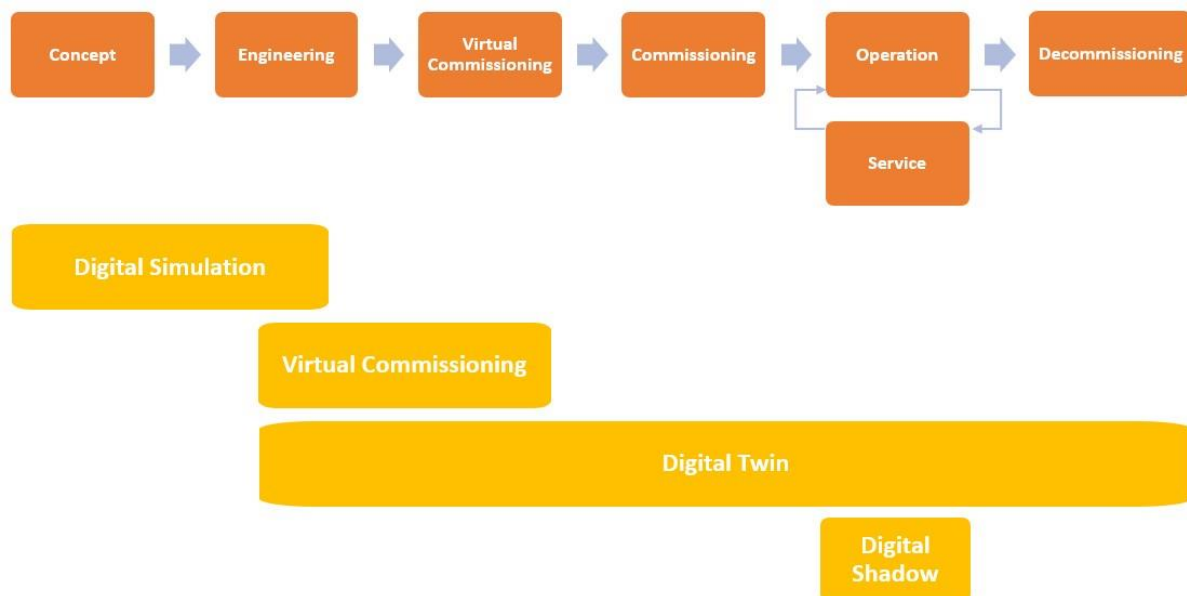 Concept
Engineering
Virtual
Commissioning
Commissioning
Operation
Decommissioning
Service
Digital Simulation
Virtual Commissioning
Digital Twin
Digital
Shadow